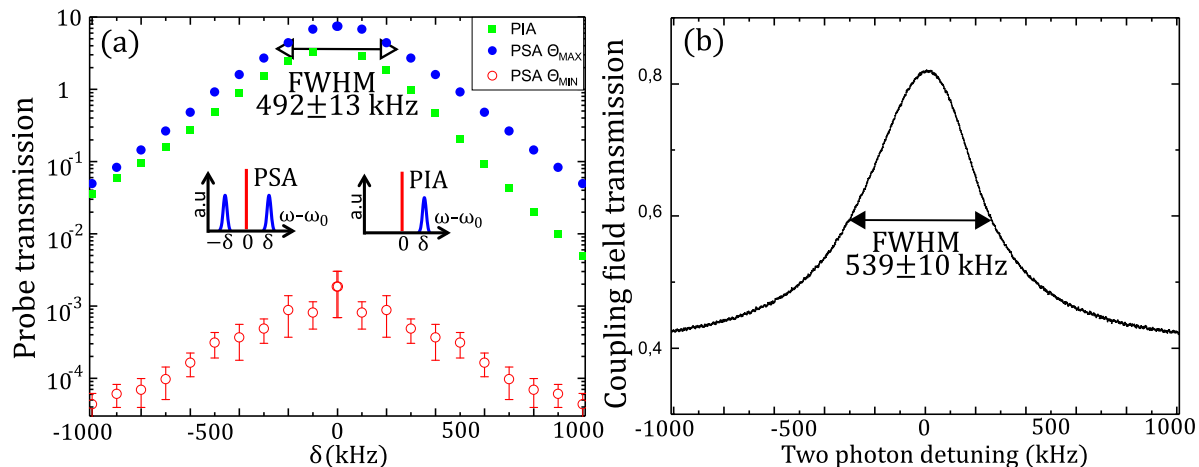 (a)
PIA
PSA Θ_MAX
PSA Θ_MIN
FWHM
492±13 kHz
Probe transmission
10
1
10⁻¹
10⁻²
10⁻³
10⁻⁴
a.u
PSA
ω−ω₀
−δ 0 δ
a.u
PIA
ω−ω₀
0 δ
-1000 -500 0 500 1000
δ(kHz)
(b)
Coupling field transmission
0,8
0,6
0,4
FWHM
539±10 kHz
-1000 -500 0 500 1000
Two photon detuning (kHz)